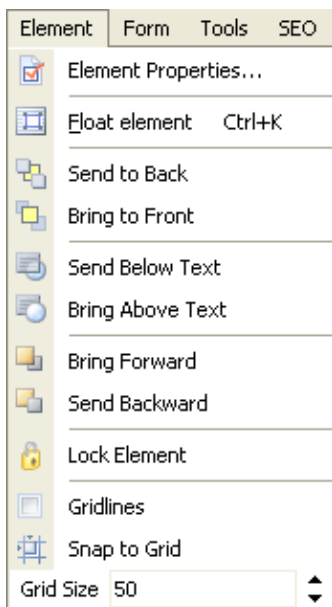 Element Form Tools SEO
Element Properties...
Float element Ctrl+K
Send to Back
Bring to Front
Send Below Text
Bring Above Text
Bring Forward
Send Backward
Lock Element
Gridlines
Snap to Grid
Grid Size 50